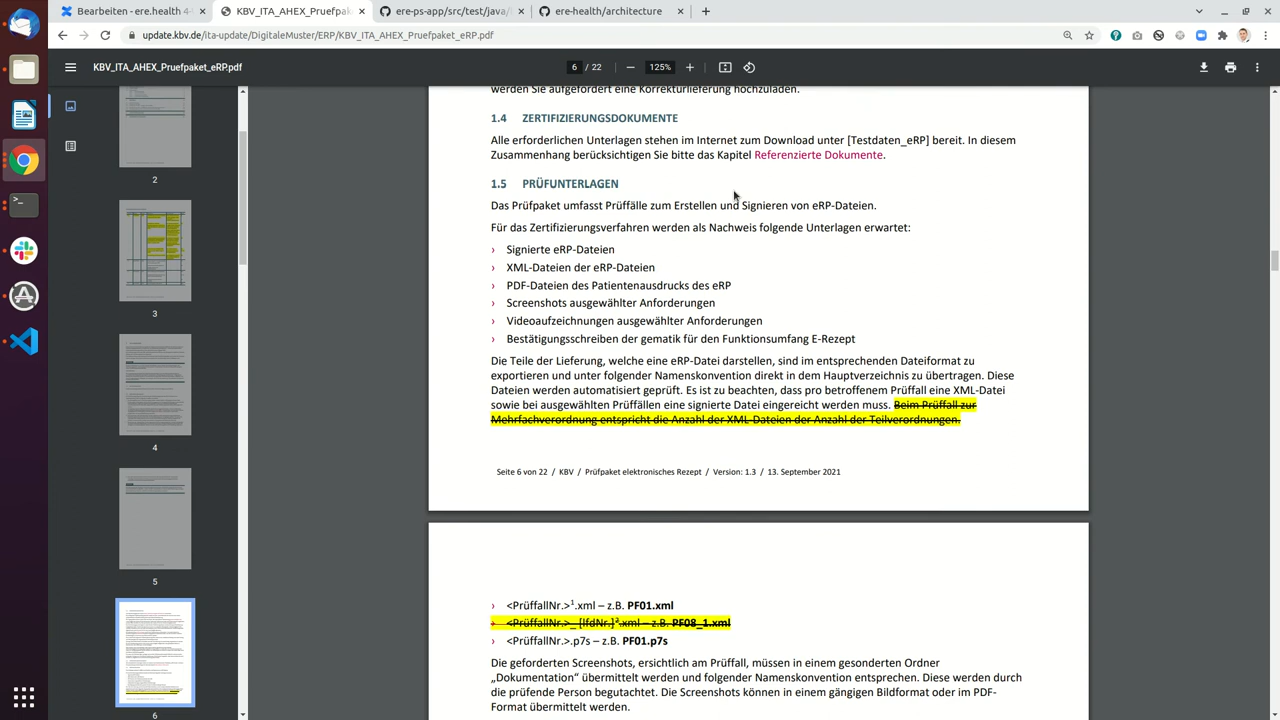 Bearbeiten - ere.health 4-
KBV_ITA_AHEX_Pruefpake
ere-ps-app/src/test/java/
ere-health/architecture
update.kbv.de/ita-update/DigitaleMuster/ERP/KBV_ITA_AHEX_Pruefpaket_eRP.pdf
KBV_ITA_AHEX_Pruefpaket_eRP.pdf
6 / 22
125%
werden Sie aufgefordert eine Korrekturlieferung hochzuladen.
1.4 ZERTIFIZIERUNGSDOKUMENTE
Alle erforderlichen Unterlagen stehen im Internet zum Download unter [Testdaten_eRP] bereit. In diesem
Zusammenhang berücksichtigen Sie bitte das Kapitel Referenzierte Dokumente.
1.5 PRÜFUNTERLAGEN
Das Prüfpaket umfasst Prüffälle zum Erstellen und Signieren von eRP-Dateien.
Für das Zertifizierungsverfahren werden als Nachweis folgende Unterlagen erwartet:
› Signierte eRP-Dateien
› XML-Dateien der eRP-Dateien
› PDF-Dateien des Patientenausdrucks des eRP
› Screenshots ausgewählter Anforderungen
› Videoaufzeichnungen ausgewählter Anforderungen
› Bestätigungsschreiben der gematik für den Funktionsumfang E-Rezept
Die Teile der Lieferung, welche eine eRP-Datei darstellen, sind im entsprechenden Dateiformat zu
exportieren und unter folgender Namenskonvention direkt in dem Hauptverzeichnis zu übertragen. Diese
Dateien werden automatisiert geprüft. Es ist zu beachten, dass pro betroffenem Prüffall eine XML-Datei
sowie bei ausgewählten Prüffällen eine signierte Datei eingereicht werden muss. Beim Prüffall zur
Mehrfachverordnung entspricht die Anzahl der XML-Dateien der Anzahl der Teilverordnungen.
Seite 6 von 22 / KBV / Prüfpaket elektronisches Rezept / Version: 1.3 / 13. September 2021
› <PrüffallNr.>¹.xml – z.B. PF01.xml
› <PrüffallNr.>_[lfdNr.]².xml – z.B. PF08_1.xml
› <PrüffallNr.>.p7s – z.B. PF01.p7s
Die geforderten Screenshots, ersichtlich am Prüffall, müssen in einem gesonderten Ordner
„Dokumentation“ übermittelt werden und folgender Namenskonvention entsprechen. Diese werden durch
die prüfende Person begutachtet. Die Screenshots können in einem gängigen Bildformat oder im PDF-
Format übermittelt werden.
2
3
4
5
6